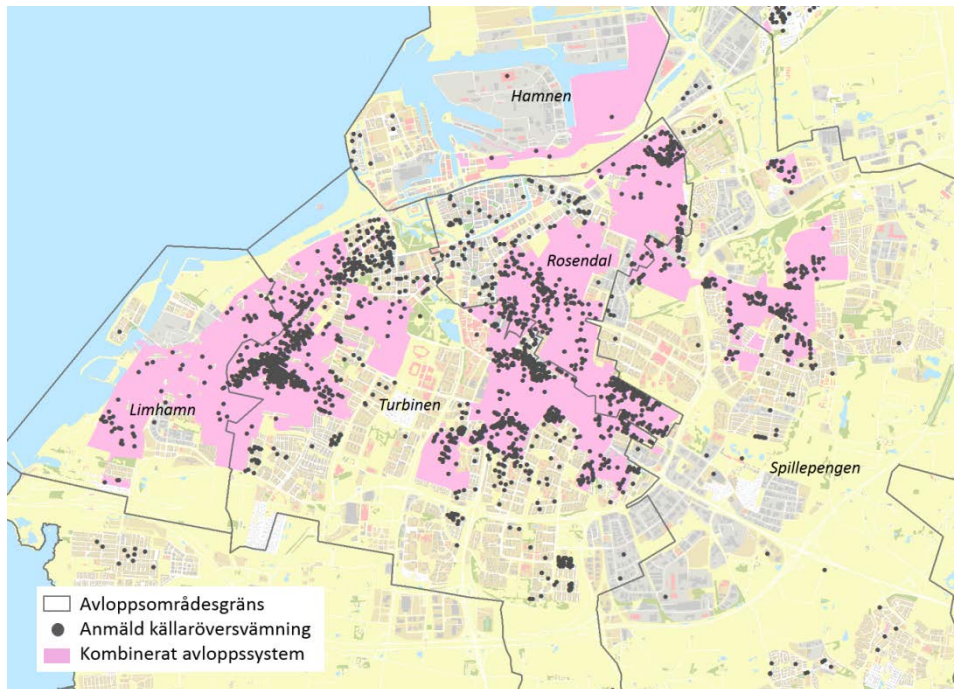 Hamnen
Rosendal
Limhamn
Turbinen
Spillepengen
Avloppsområdesgräns
Anmäld källaröversvämning
Kombinerat avloppssystem